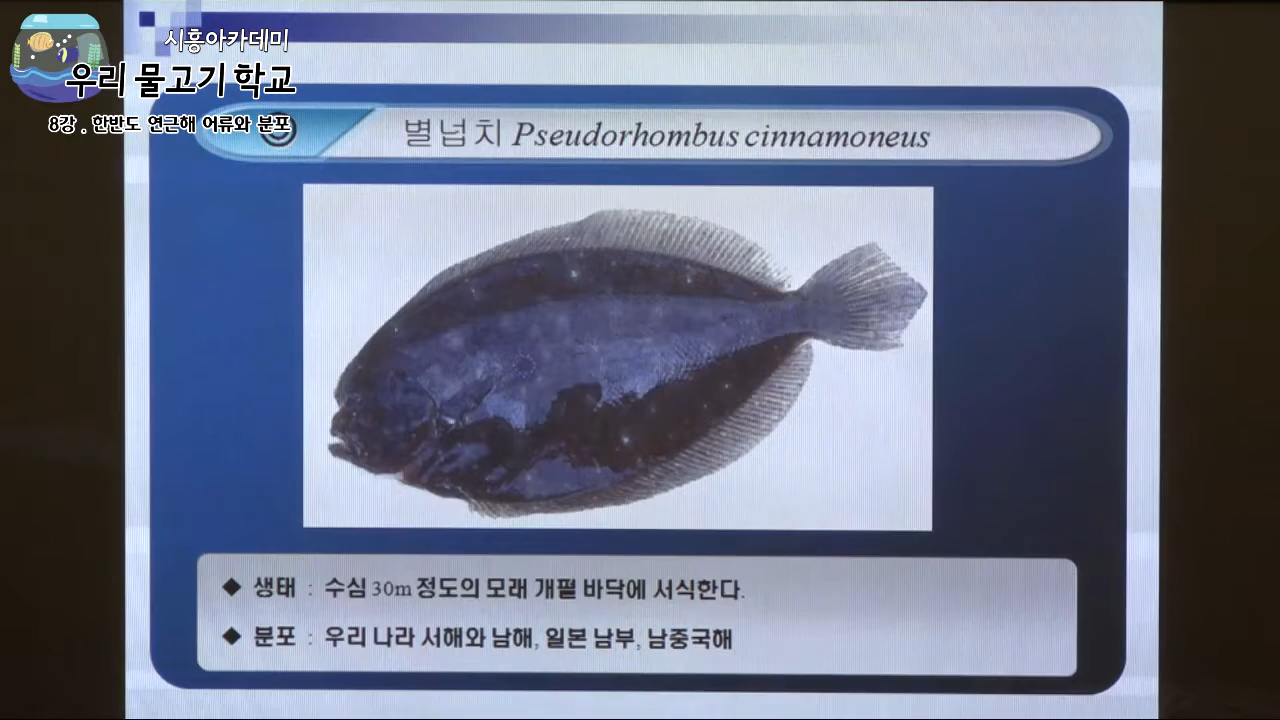 시흥아카데미
우리 물고기 학교
8강 . 한반도 연근해 어류와 분포
별넙치 Pseudorhombus cinnamoneus
◆ 생태 : 수심 30m 정도의 모래 개펄 바닥에 서식한다.
◆ 분포 : 우리 나라 서해와 남해, 일본 남부, 남중국해